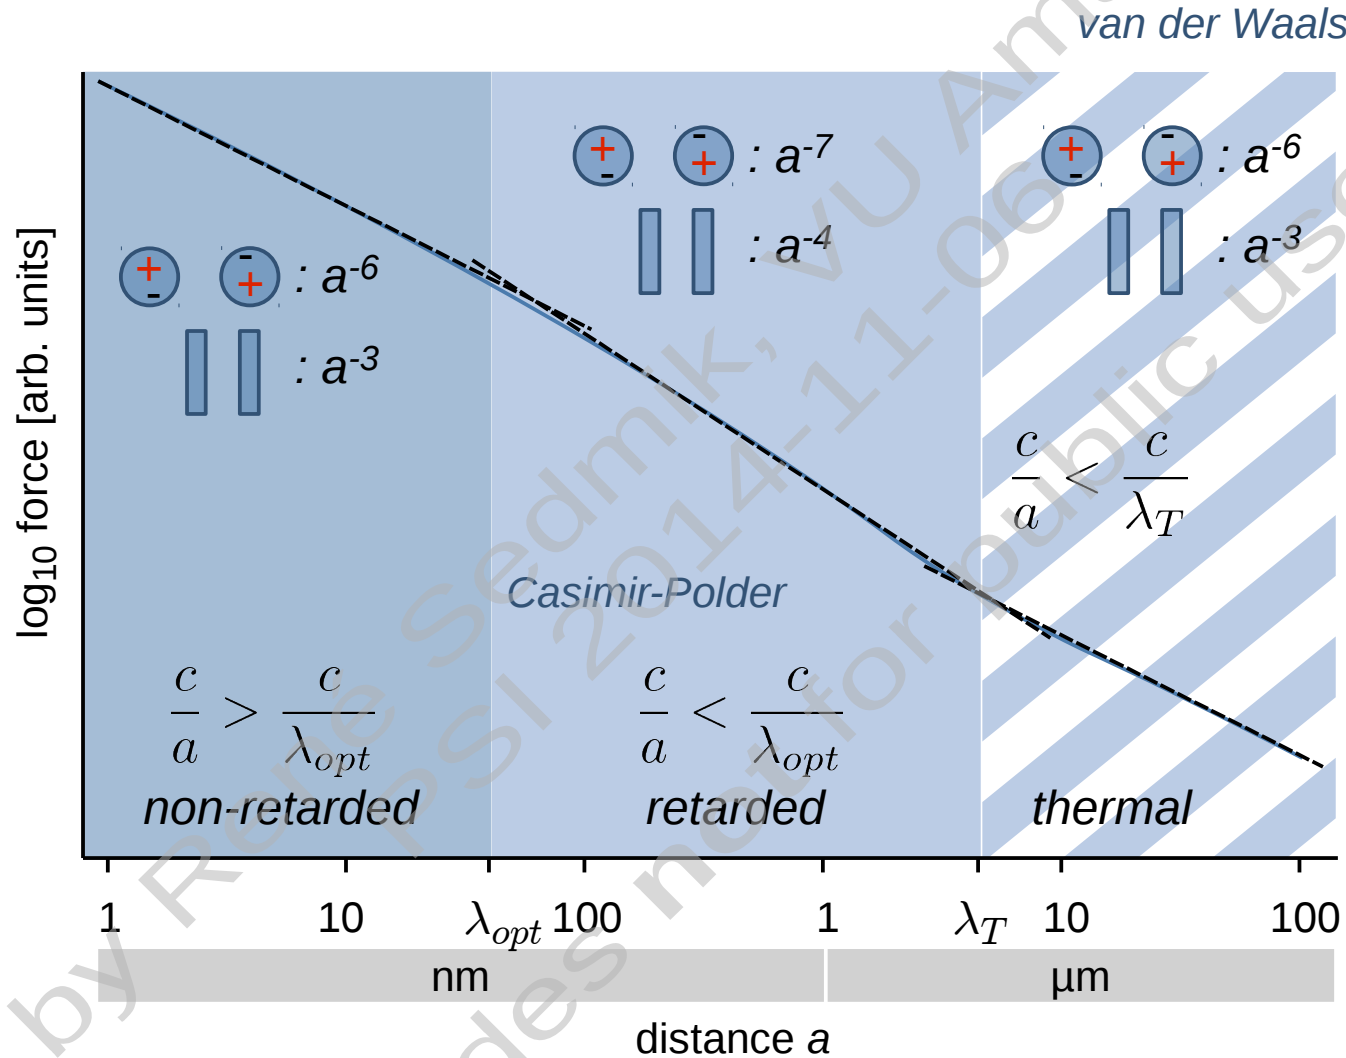 van der Waals
+ - - + : a-7
: a-4
+ - - + : a-6
: a-3
+ - - + : a-6
: a-3
log10 force [arb. units]
c/a < c/λT
Casimir-Polder
c/a > c/λopt
c/a < c/λopt
non-retarded
retarded
thermal
1 10 λopt 100 1 λT 10 100
nm
µm
distance a
by Rene Sedmik, VU Am
PSI 2014-11-06
des not for public use